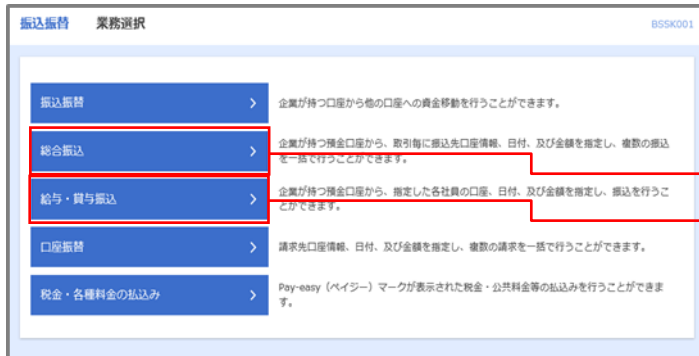 振込振替 業務選択 BSSK001
振込振替 企業が持つ口座から他の口座への資金移動を行うことができます。
総合振込 企業が持つ預金口座から、取引毎に振込先口座情報、日付、及び金額を指定し、複数の振込
を一括で行うことができます。
給与・賞与振込 企業が持つ預金口座から、指定した各社員の口座、日付、及び金額を指定し、振込を行うこ
とができます。
口座振替 請求先口座情報、日付、及び金額を指定し、複数の請求を一括で行うことができます。
税金・各種料金の払込み Pay-easy（ペイジー）マークが表示された税金・公共料金等の払込みを行うことができま
す。